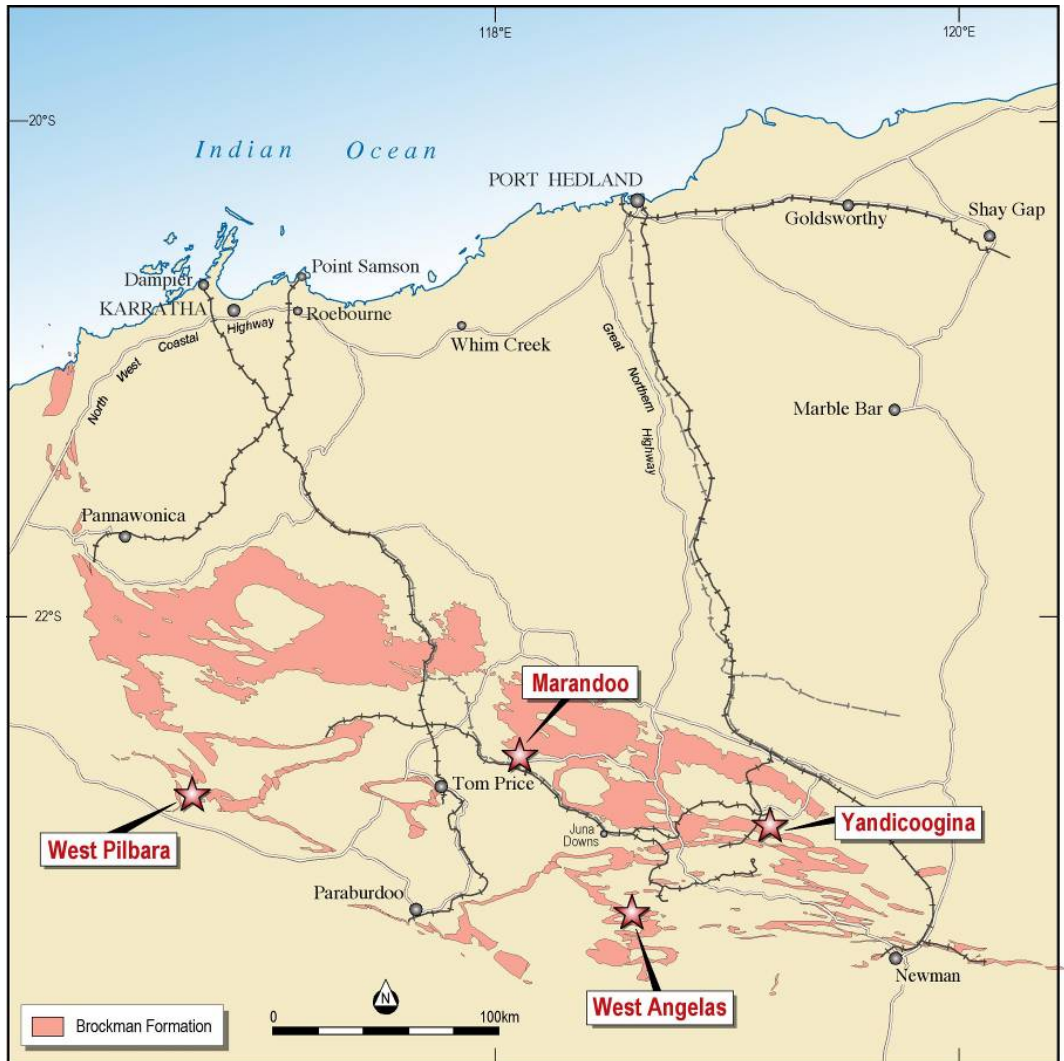 118°E
120°E
20°S
Indian Ocean
PORT HEDLAND
Goldsworthy
Shay Gap
Point Samson
Dampier
KARRATHA
Roebourne
North West Coastal Highway
Whim Creek
Great Northern Highway
Marble Bar
Pannawonica
22°S
Marandoo
Tom Price
West Pilbara
Juna
Downs
Yandicoogina
Paraburdoo
West Angelas
Newman
N
0
100km
Brockman Formation
118°E
120°E